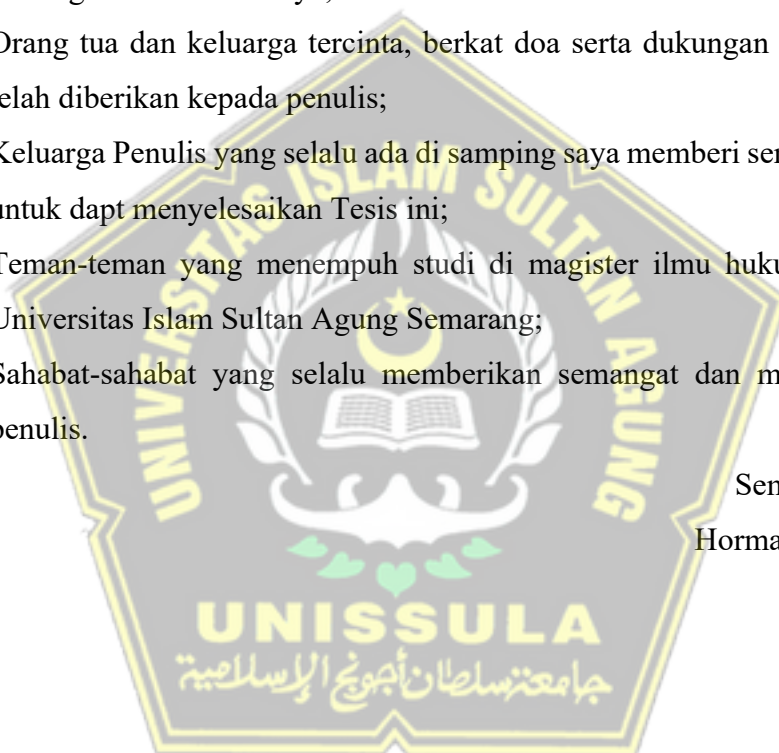 Orang tua dan keluarga tercinta, berkat doa serta dukungan
telah diberikan kepada penulis;
Keluarga Penulis yang selalu ada di samping saya memberi
untuk dapt menyelesaikan Tesis ini;
Teman-teman yang menempuh studi di magister ilmu
Universitas Islam Sultan Agung Semarang;
Sahabat-sahabat yang selalu memberikan semangat dan
penulis.
Horma
UNIVERSITAS ISLAM SULTAN AGUNG
UNISSULA
جامعة سلطان أجونج الإسلامية